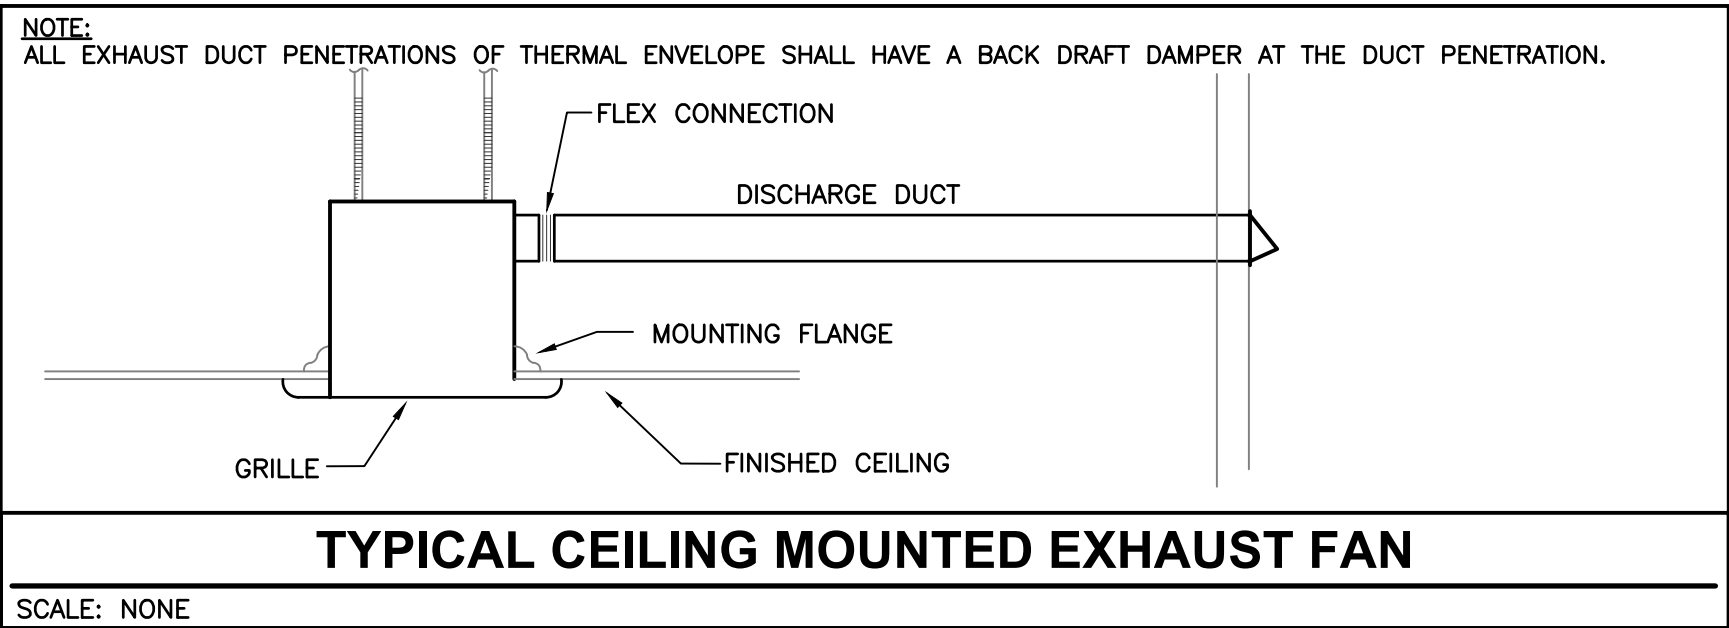 NOTE:
ALL EXHAUST DUCT PENETRATIONS OF THERMAL ENVELOPE SHALL HAVE A BACK DRAFT DAMPER AT THE DUCT PENETRATION.
FLEX CONNECTION
DISCHARGE DUCT
MOUNTING FLANGE
GRILLE
FINISHED CEILING
TYPICAL CEILING MOUNTED EXHAUST FAN
SCALE: NONE